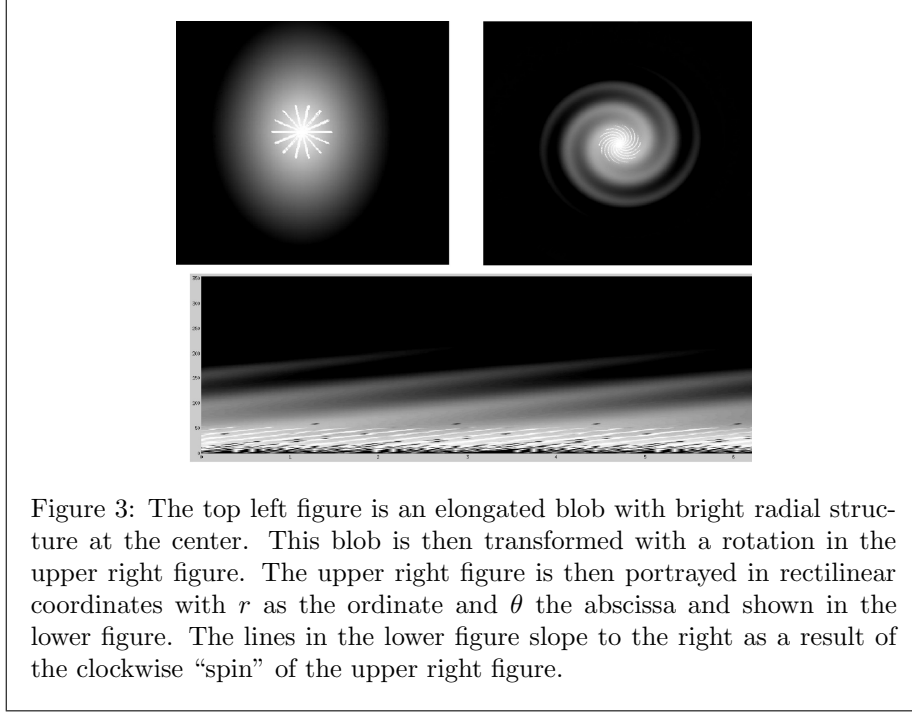 Figure 3: The top left figure is an elongated blob with bright radial struc-
ture at the center. This blob is then transformed with a rotation in the
upper right figure. The upper right figure is then portrayed in rectilinear
coordinates with r as the ordinate and θ the abscissa and shown in the
lower figure. The lines in the lower figure slope to the right as a result of
the clockwise “spin” of the upper right figure.